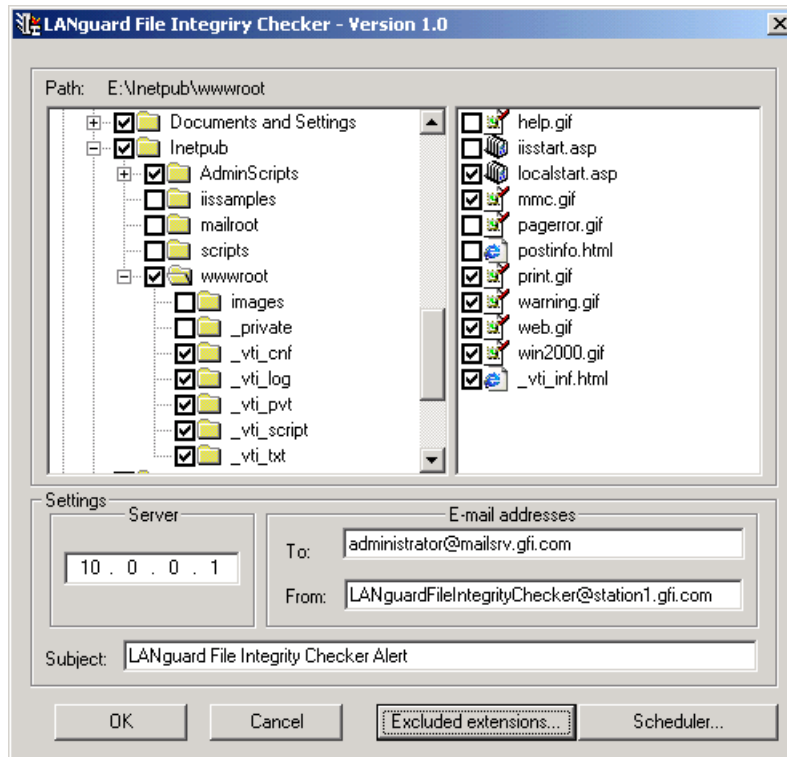 LANguard File Integriry Checker - Version 1.0
Path: E:\Inetpub\wwwroot
Documents and Settings
Inetpub
AdminScripts
iissamples
mailroot
scripts
wwwroot
images
_private
_vti_cnf
_vti_log
_vti_pvt
_vti_script
_vti_txt
help.gif
iisstart.asp
localstart.asp
mmc.gif
pagerror.gif
postinfo.html
print.gif
warning.gif
web.gif
win2000.gif
_vti_inf.html
Settings
Server
10 . 0 . 0 . 1
E-mail addresses
To: administrator@mailsrv.gfi.com
From: LANguardFileIntegrityChecker@station1.gfi.com
Subject: LANguard File Integrity Checker Alert
OK Cancel Excluded extensions... Scheduler...